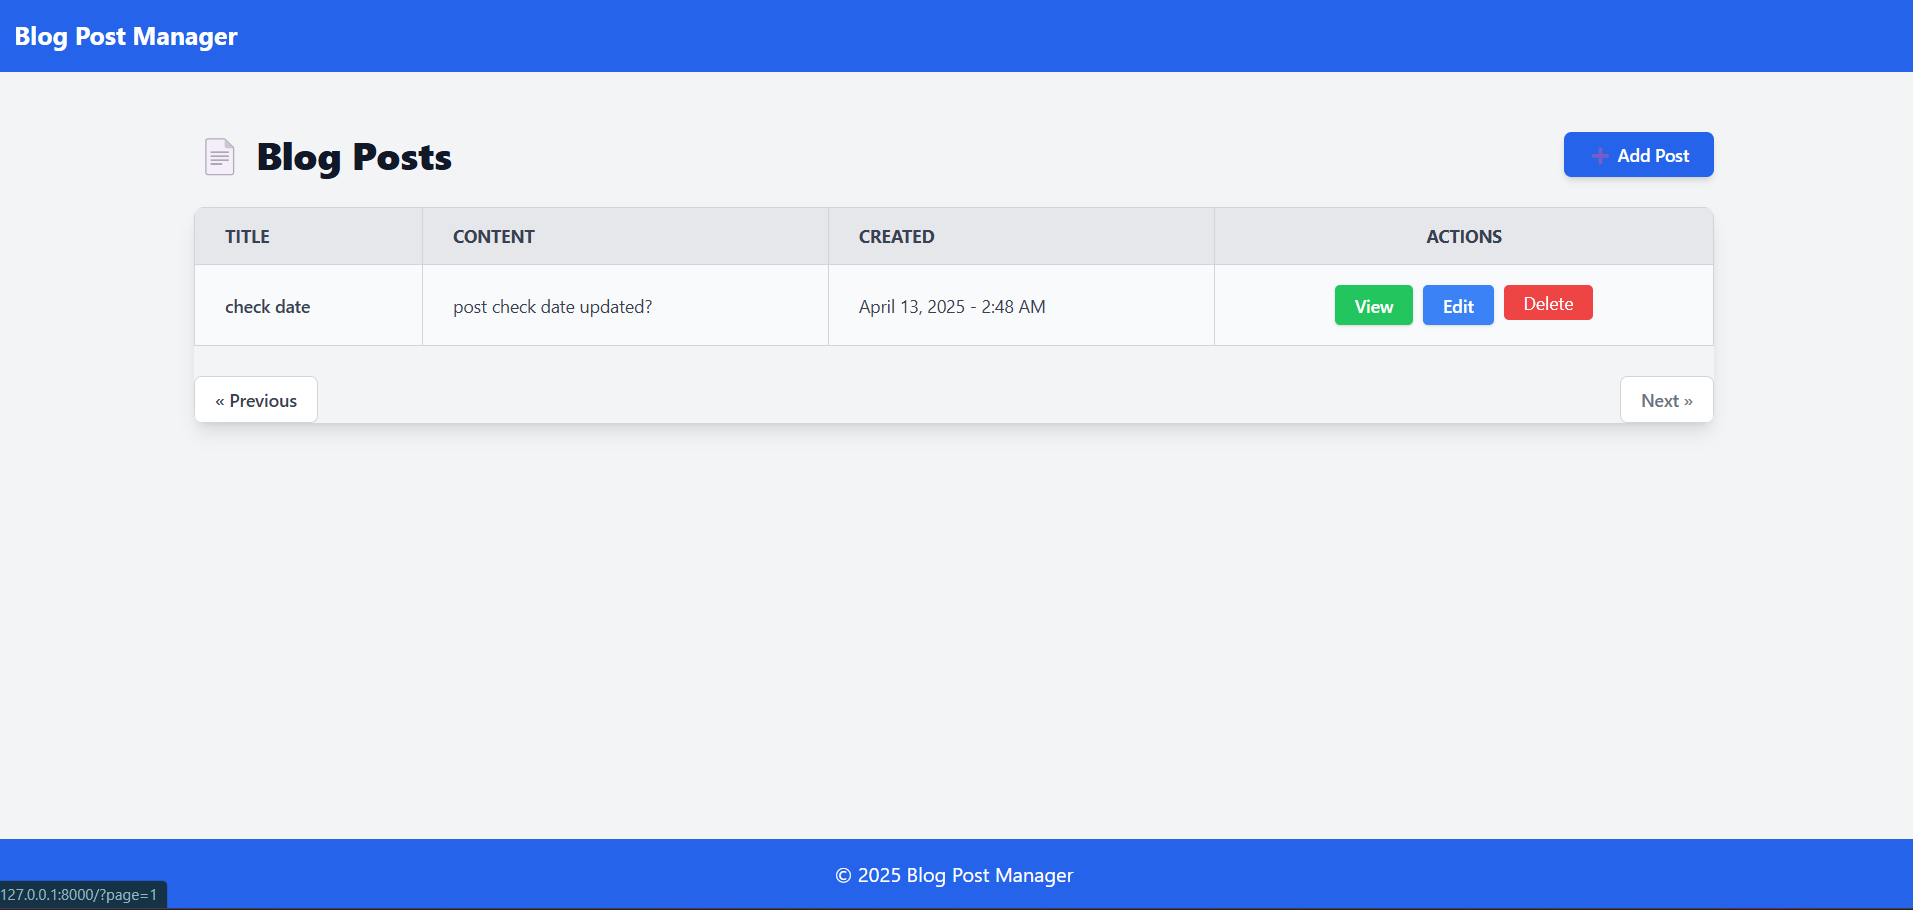 Blog Post Manager
Blog Posts
Add Post
TITLE CONTENT CREATED ACTIONS
check date post check date updated? April 13, 2025 - 2:48 AM View Edit Delete
« Previous Next »
© 2025 Blog Post Manager
127.0.0.1:8000/?page=1